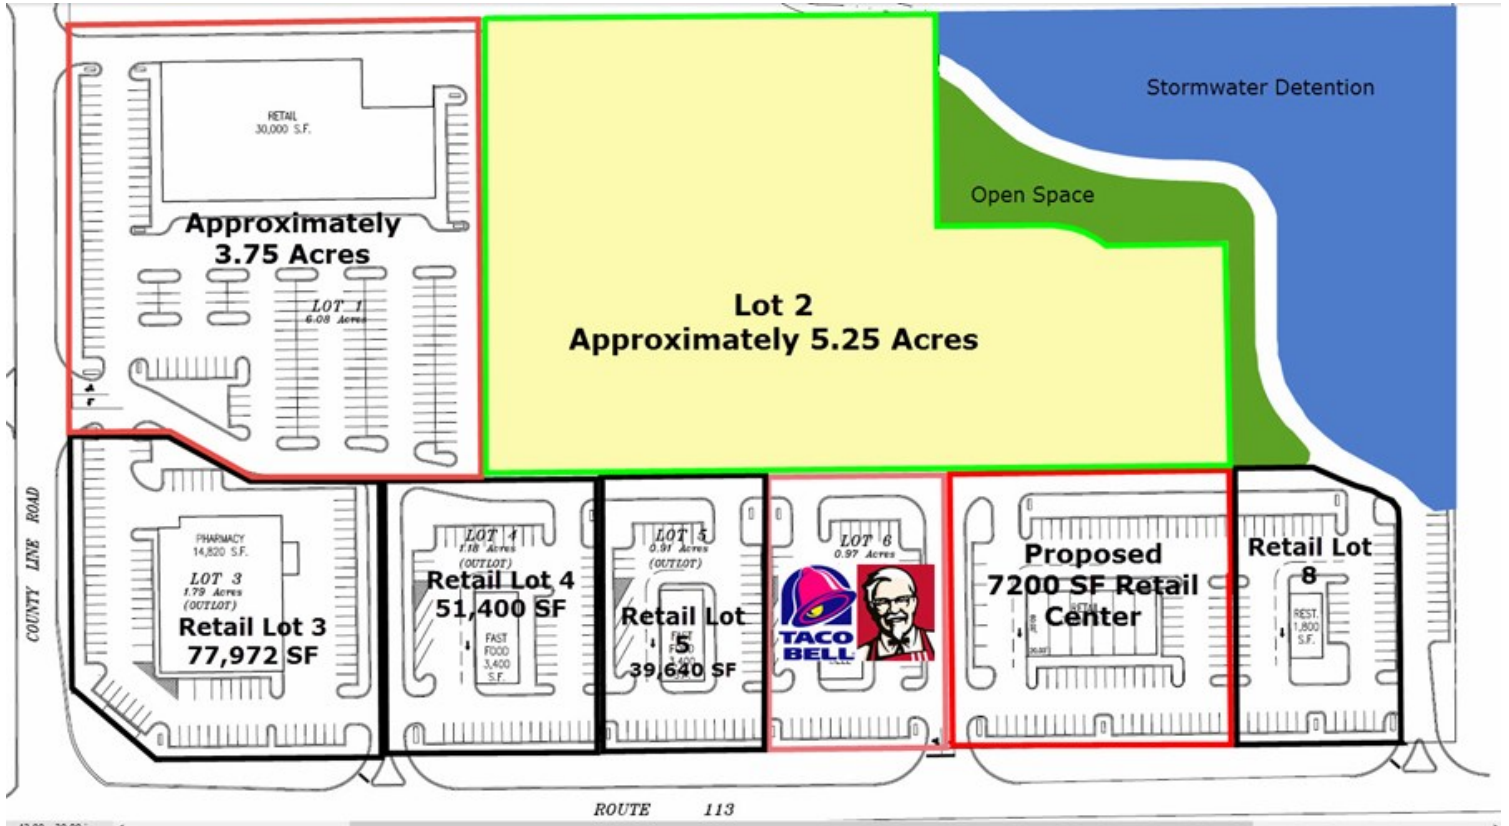 Stormwater Detention
RETAIL
30,000 S.F.
Open Space
Approximately
3.75 Acres
LOT 1
6.08 Acres
Lot 2
Approximately 5.25 Acres
COUNTY LINE ROAD
PHARMACY
14,820 S.F.
LOT 3
1.79 Acres
(OUTLOT)
Retail Lot 3
77,972 SF
LOT 4
1.18 Acres
(OUTLOT)
Retail Lot 4
51,400 SF
FAST
FOOD
3,400
S.F.
LOT 5
0.91 Acres
(OUTLOT)
Retail Lot
5
39,640 SF
FAST
LOT 6
0.97 Acres
TACO
BELL
Proposed
7200 SF Retail
Center
RETAIL
Retail Lot
8
REST.
1,800
S.F.
ROUTE 113